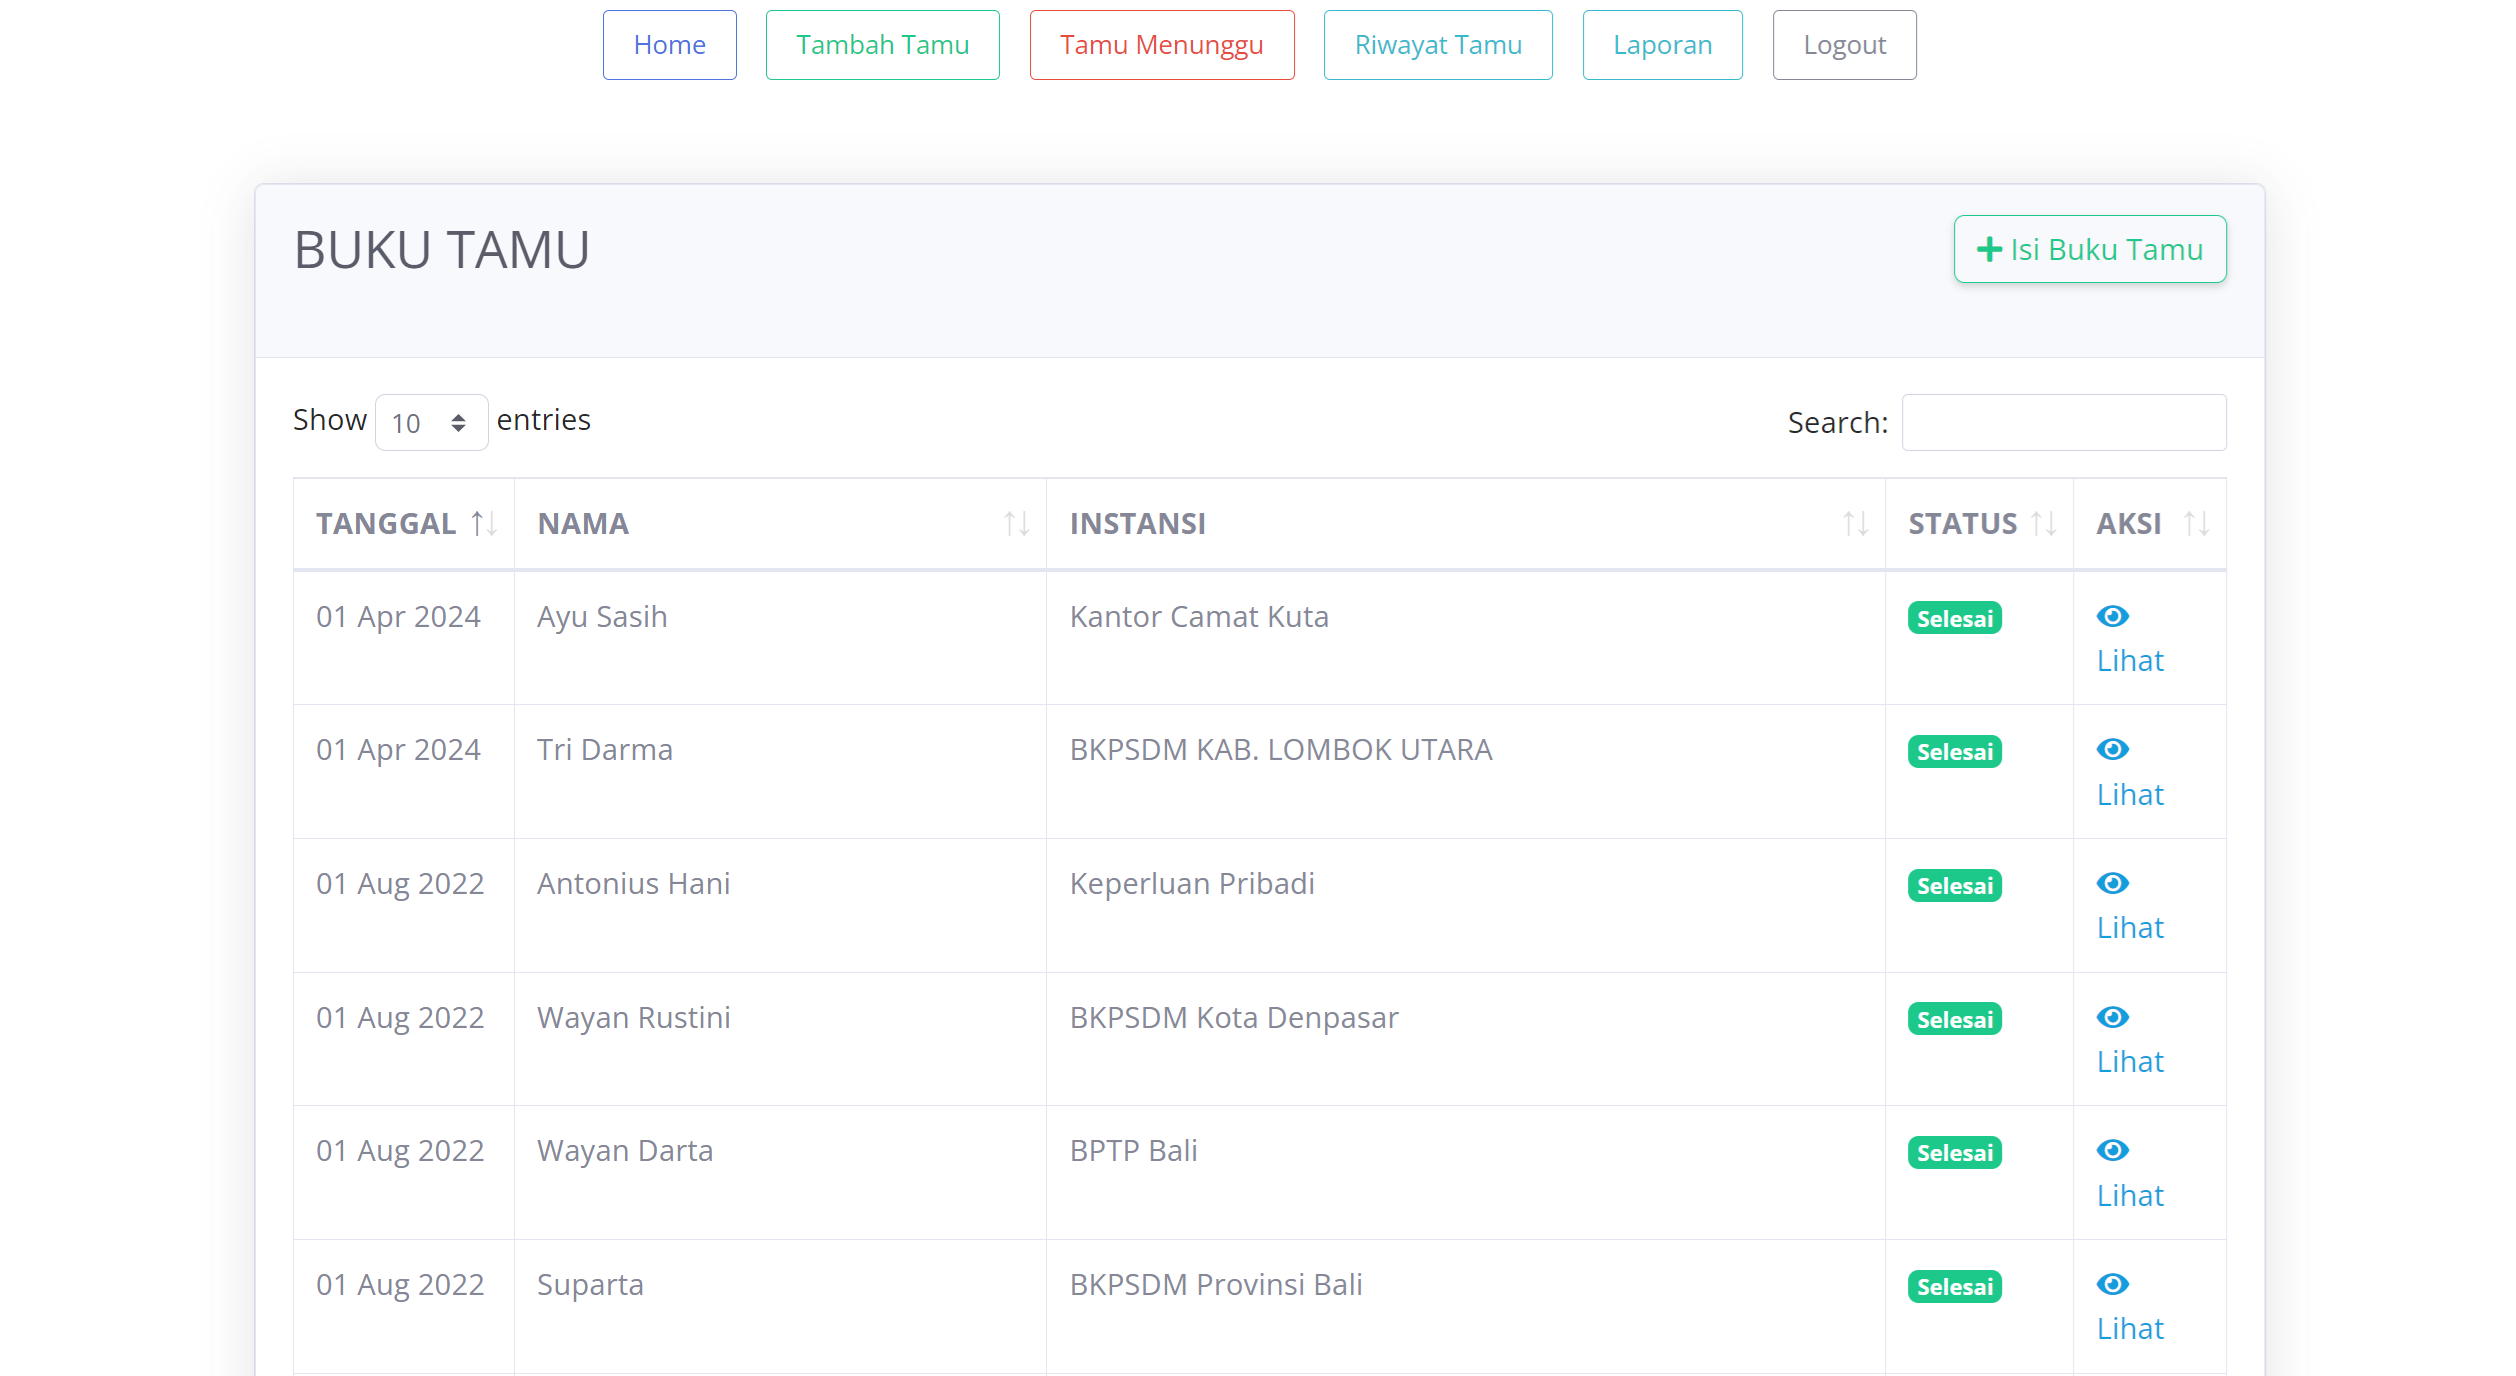 Home Tambah Tamu Tamu Menunggu Riwayat Tamu Laporan Logout
BUKU TAMU
Isi Buku Tamu
Show 10 entries
Search:
TANGGAL NAMA INSTANSI STATUS AKSI
01 Apr 2024 Ayu Sasih Kantor Camat Kuta Selesai
Lihat
01 Apr 2024 Tri Darma BKPSDM KAB. LOMBOK UTARA Selesai
Lihat
01 Aug 2022 Antonius Hani Keperluan Pribadi Selesai
Lihat
01 Aug 2022 Wayan Rustini BKPSDM Kota Denpasar Selesai
Lihat
01 Aug 2022 Wayan Darta BPTP Bali Selesai
Lihat
01 Aug 2022 Suparta BKPSDM Provinsi Bali Selesai
Lihat